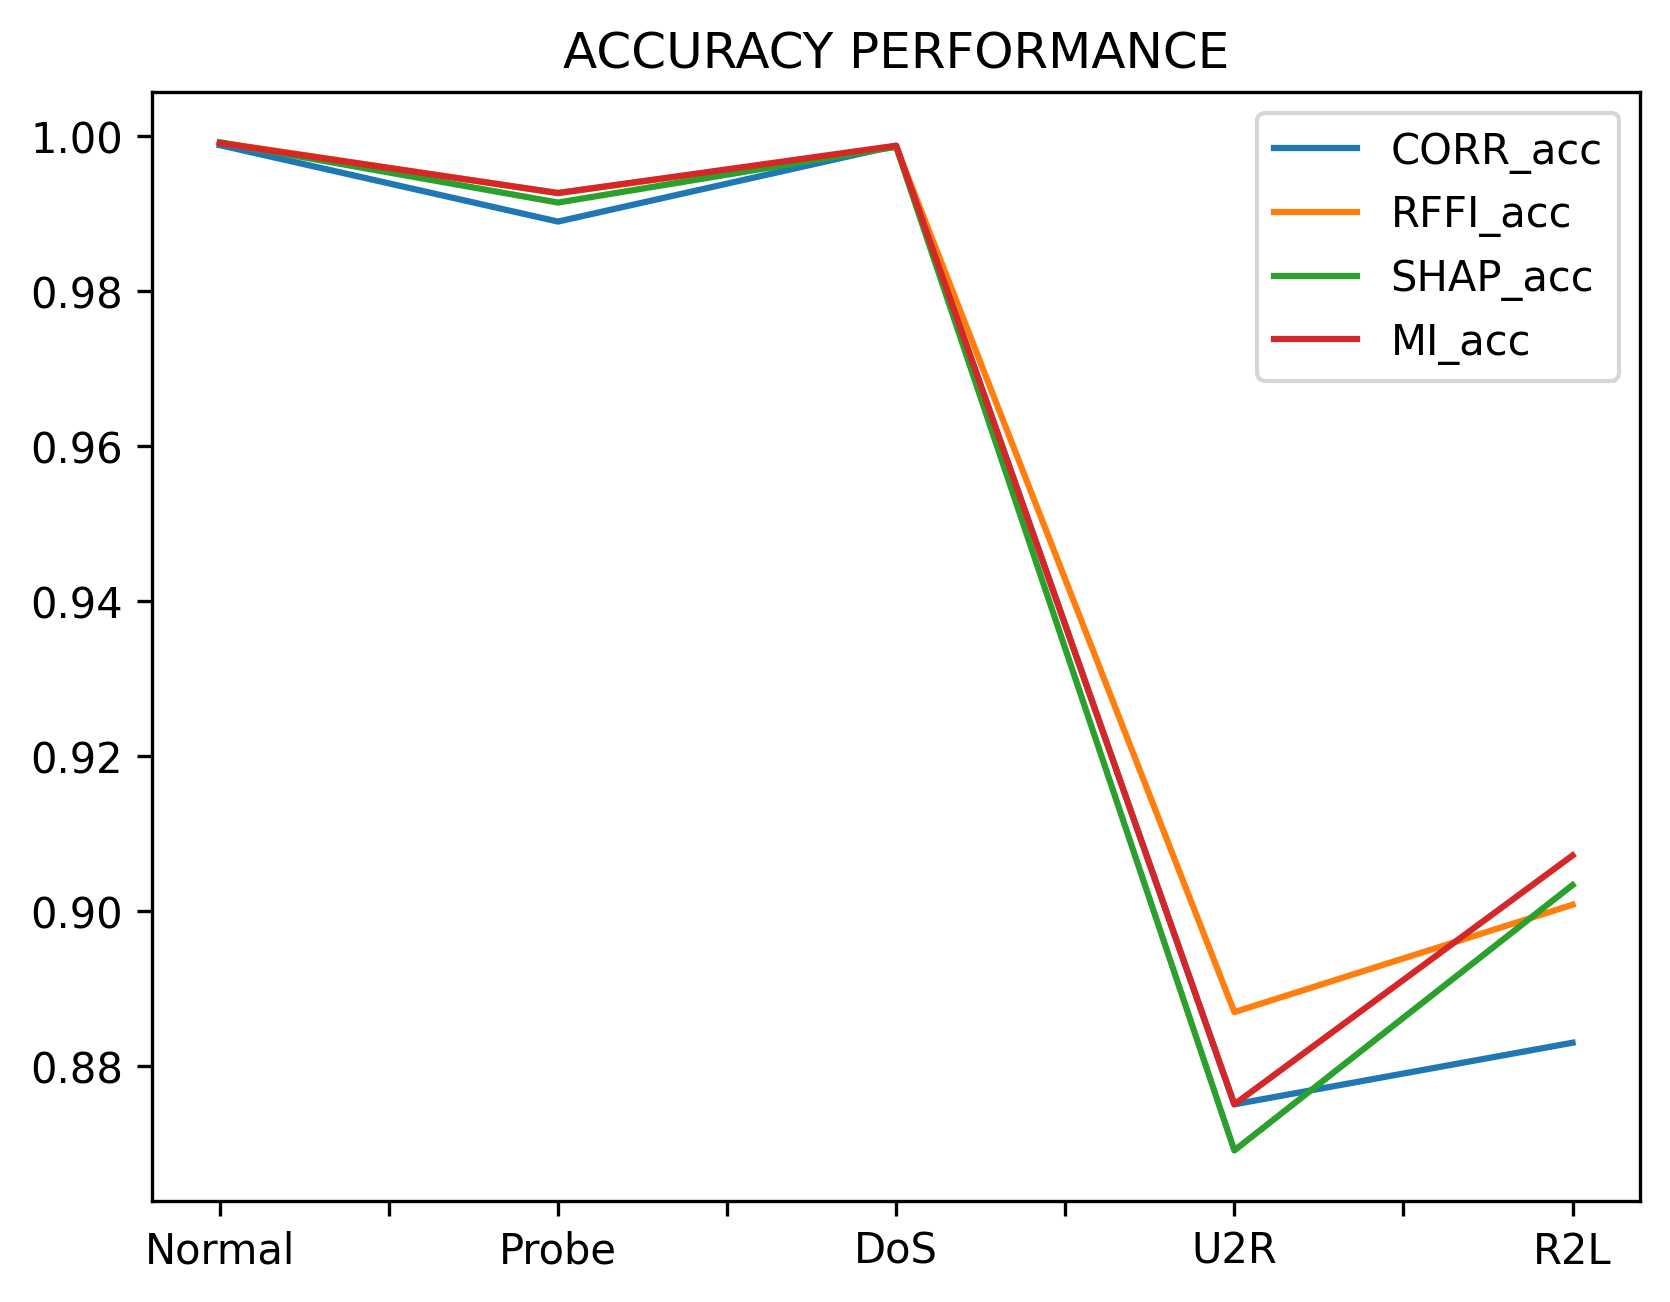 ACCURACY PERFORMANCE
1.00
0.98
0.96
0.94
0.92
0.90
0.88
CORR_acc
RFFI_acc
SHAP_acc
MI_acc
Normal Probe DoS U2R R2L